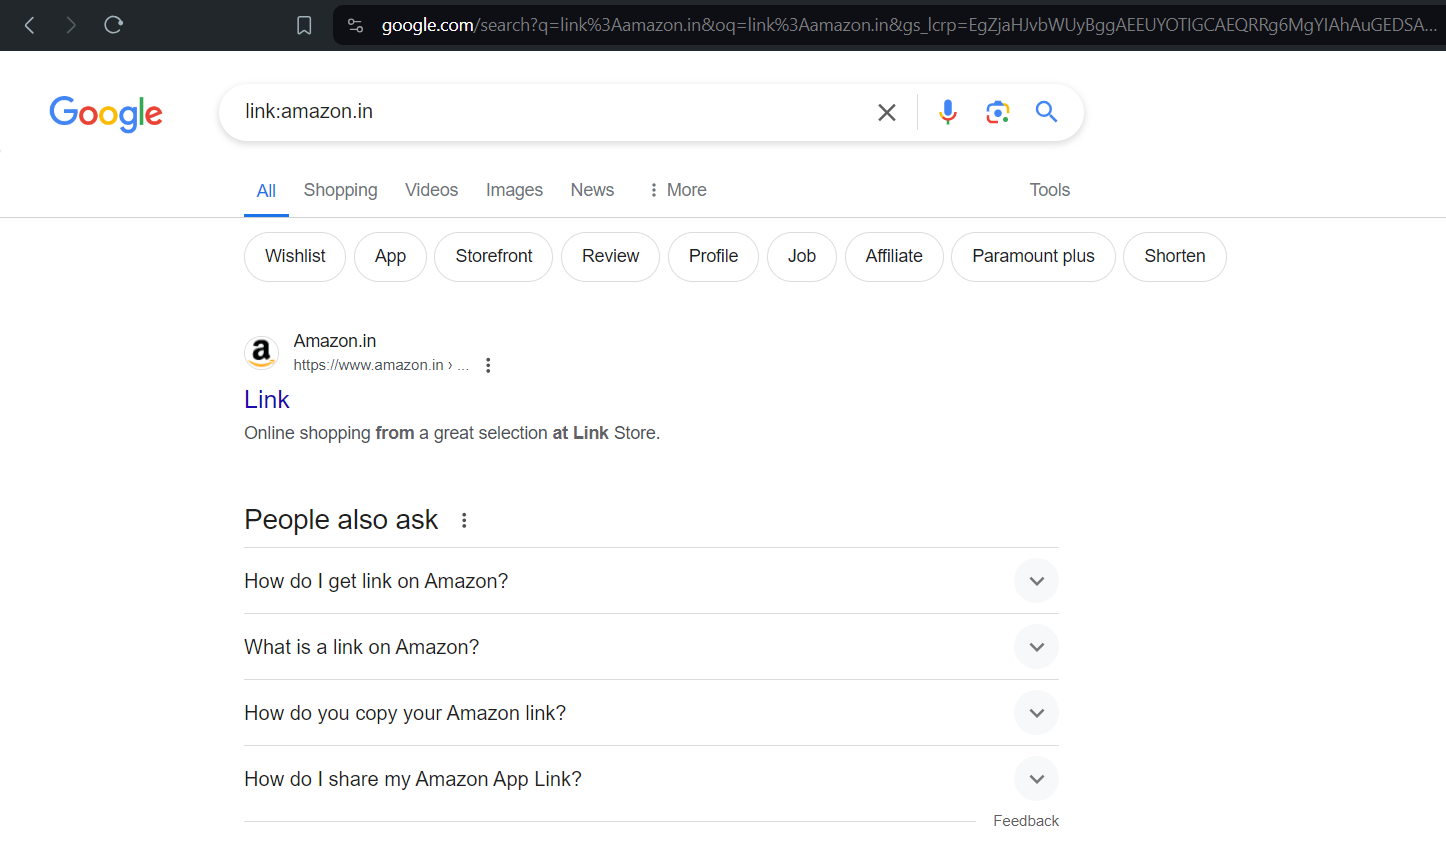 google.com/search?q=link%3Aamazon.in&oq=link%3Aamazon.in&gs_lcrp=EgZjaHJvbWUyBggAEEUYOTIGCAEQRRg6MgYIAhAuGEDSA...
Google
link:amazon.in
All Shopping Videos Images News More Tools
Wishlist App Storefront Review Profile Job Affiliate Paramount plus Shorten
a Amazon.in
https://www.amazon.in › ...
Link
Online shopping from a great selection at Link Store.
People also ask
How do I get link on Amazon?
What is a link on Amazon?
How do you copy your Amazon link?
How do I share my Amazon App Link?
Feedback